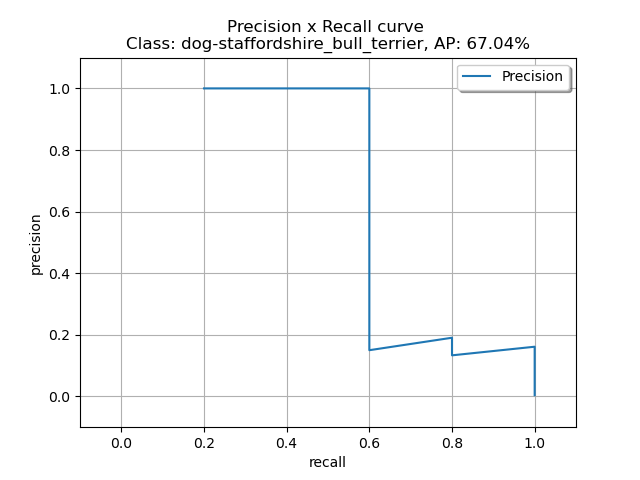 Precision x Recall curve
Class: dog-staffordshire_bull_terrier, AP: 67.04%
Precision
1.0
0.8
0.6
0.4
0.2
0.0
precision
0.0 0.2 0.4 0.6 0.8 1.0
recall